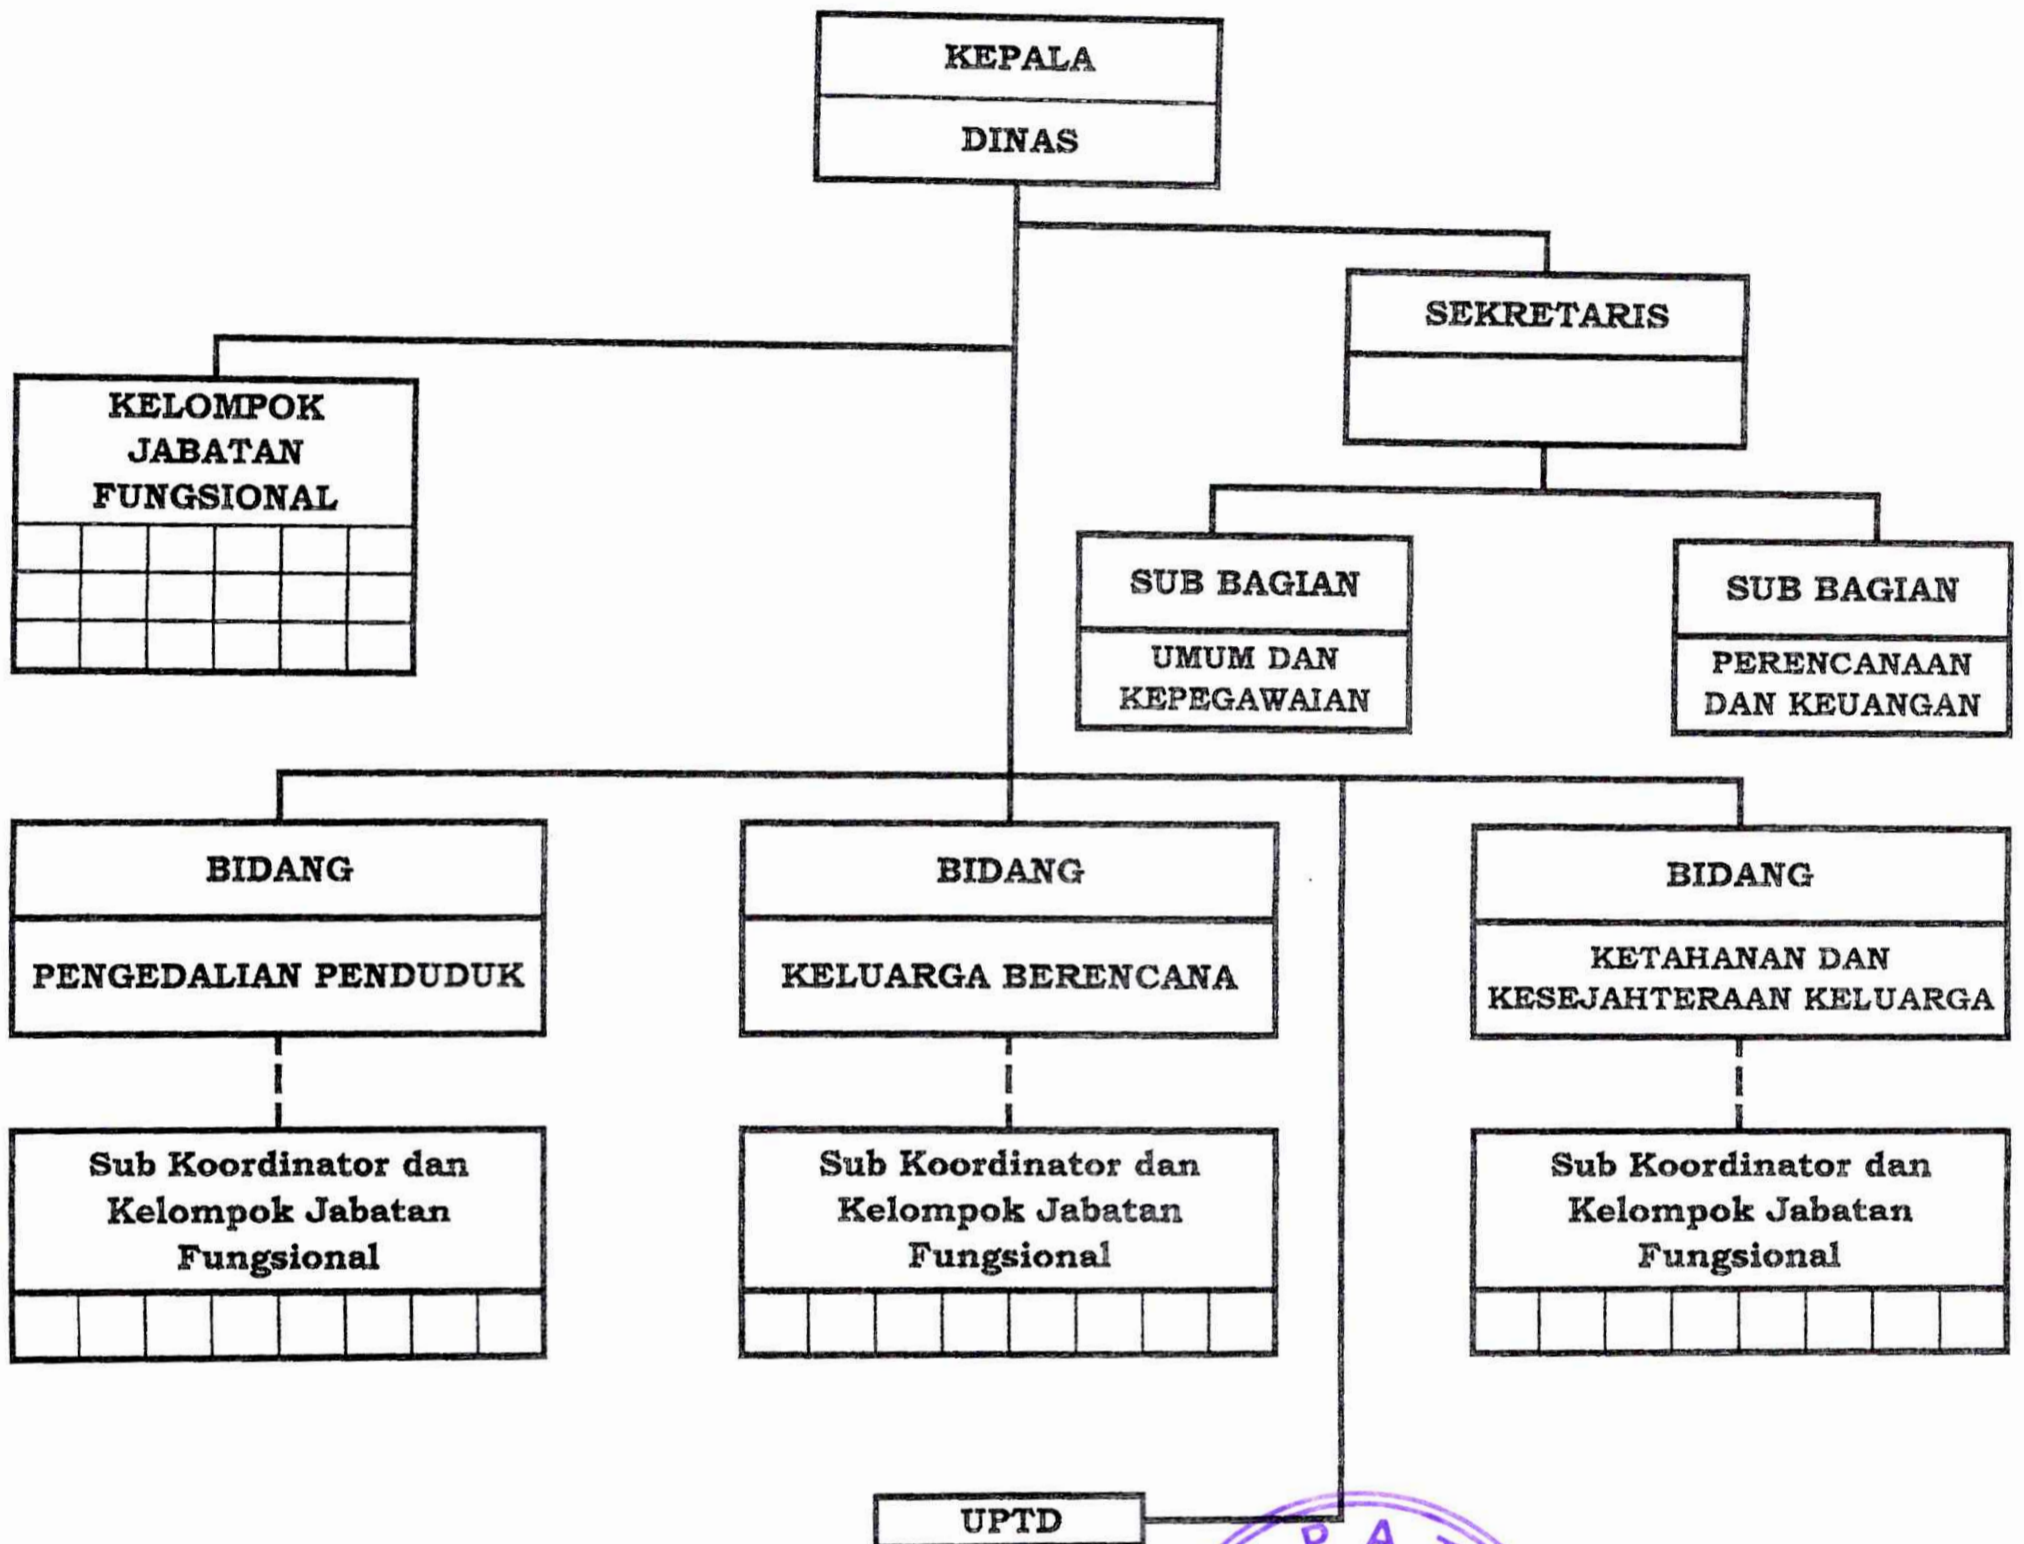 KEPALA
DINAS
SEKRETARIS
KELOMPOK
JABATAN
FUNGSIONAL
SUB BAGIAN
UMUM DAN
KEPEGAWAIAN
SUB BAGIAN
PERENCANAAN
DAN KEUANGAN
BIDANG
PENGEDALIAN PENDUDUK
BIDANG
KELUARGA BERENCANA
BIDANG
KETAHANAN DAN
KESEJAHTERAAN KELUARGA
Sub Koordinator dan
Kelompok Jabatan
Fungsional
Sub Koordinator dan
Kelompok Jabatan
Fungsional
Sub Koordinator dan
Kelompok Jabatan
Fungsional
UPTD